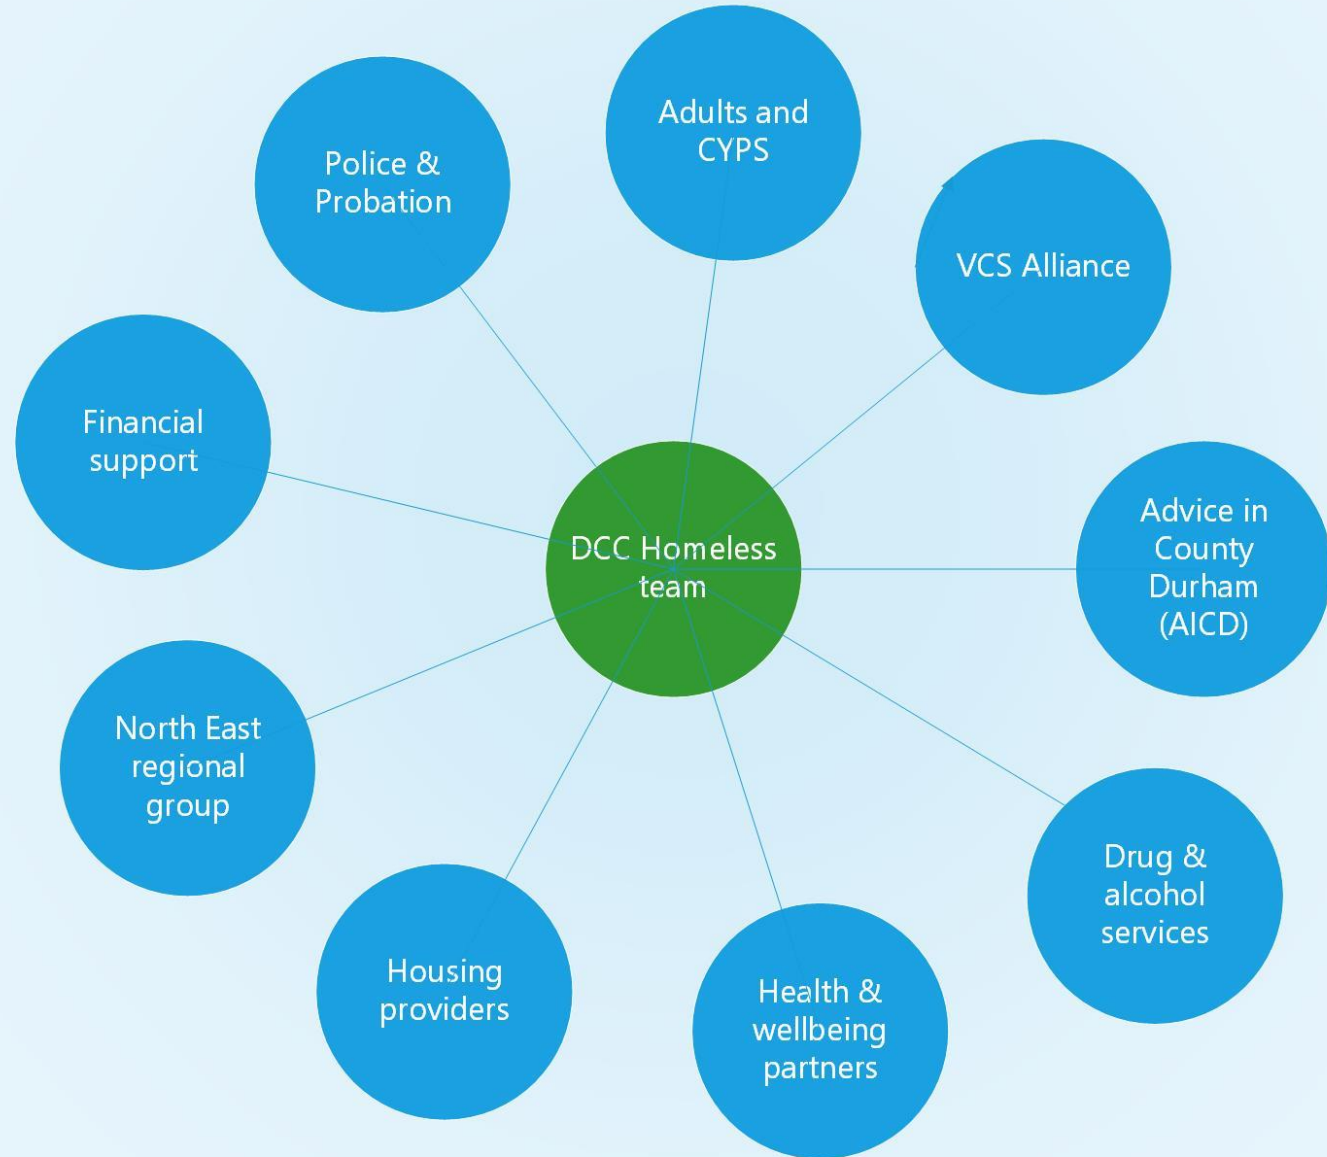 Adults and
CYPS
Police &
Probation
VCS Alliance
Financial
support
Advice in
County
Durham
(AICD)
DCC Homeless
team
North East
regional
group
Drug &
alcohol
services
Housing
providers
Health &
wellbeing
partners